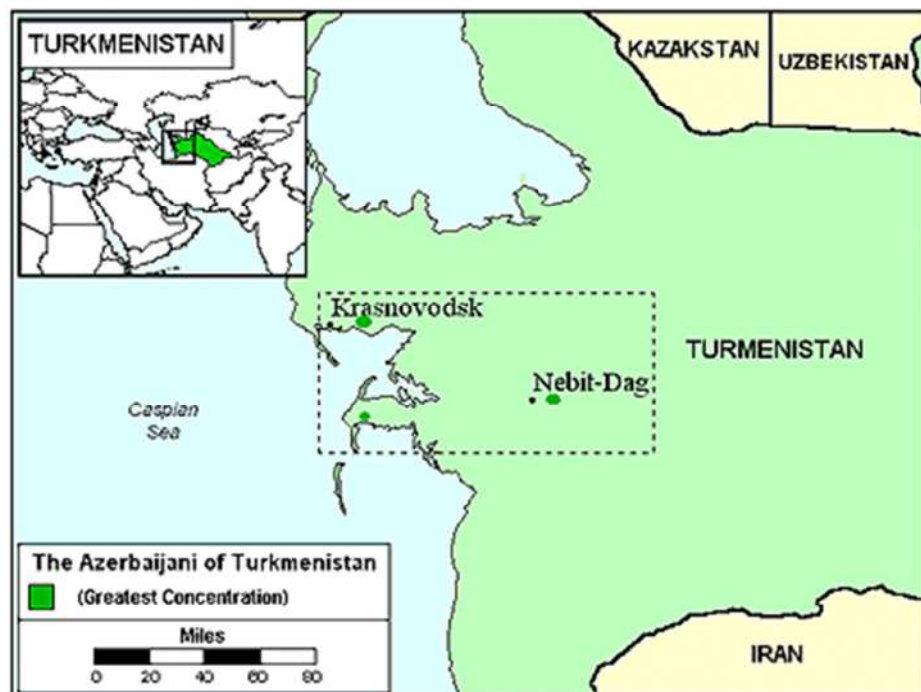 TURKMENISTAN
KAZAKSTAN
UZBEKISTAN
Krasnovodsk
TURMENISTAN
Nebit-Dag
Caspian
Sea
The Azerbaijani of Turkmenistan
(Greatest Concentration)
Miles
0 20 40 60 80
IRAN